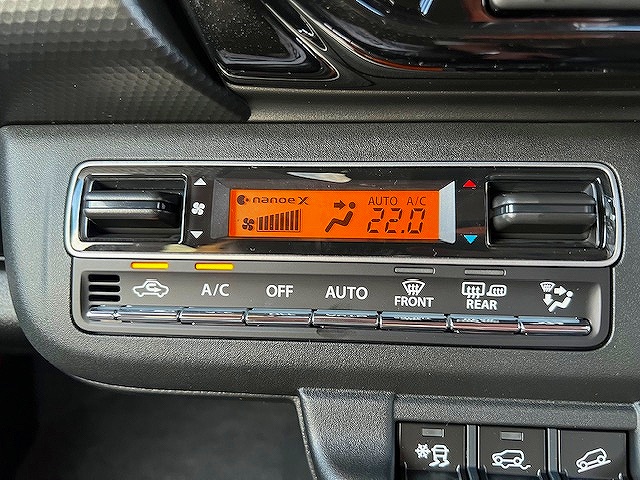 nanoe X
AUTO A/C
22.0
A/C OFF AUTO FRONT REAR